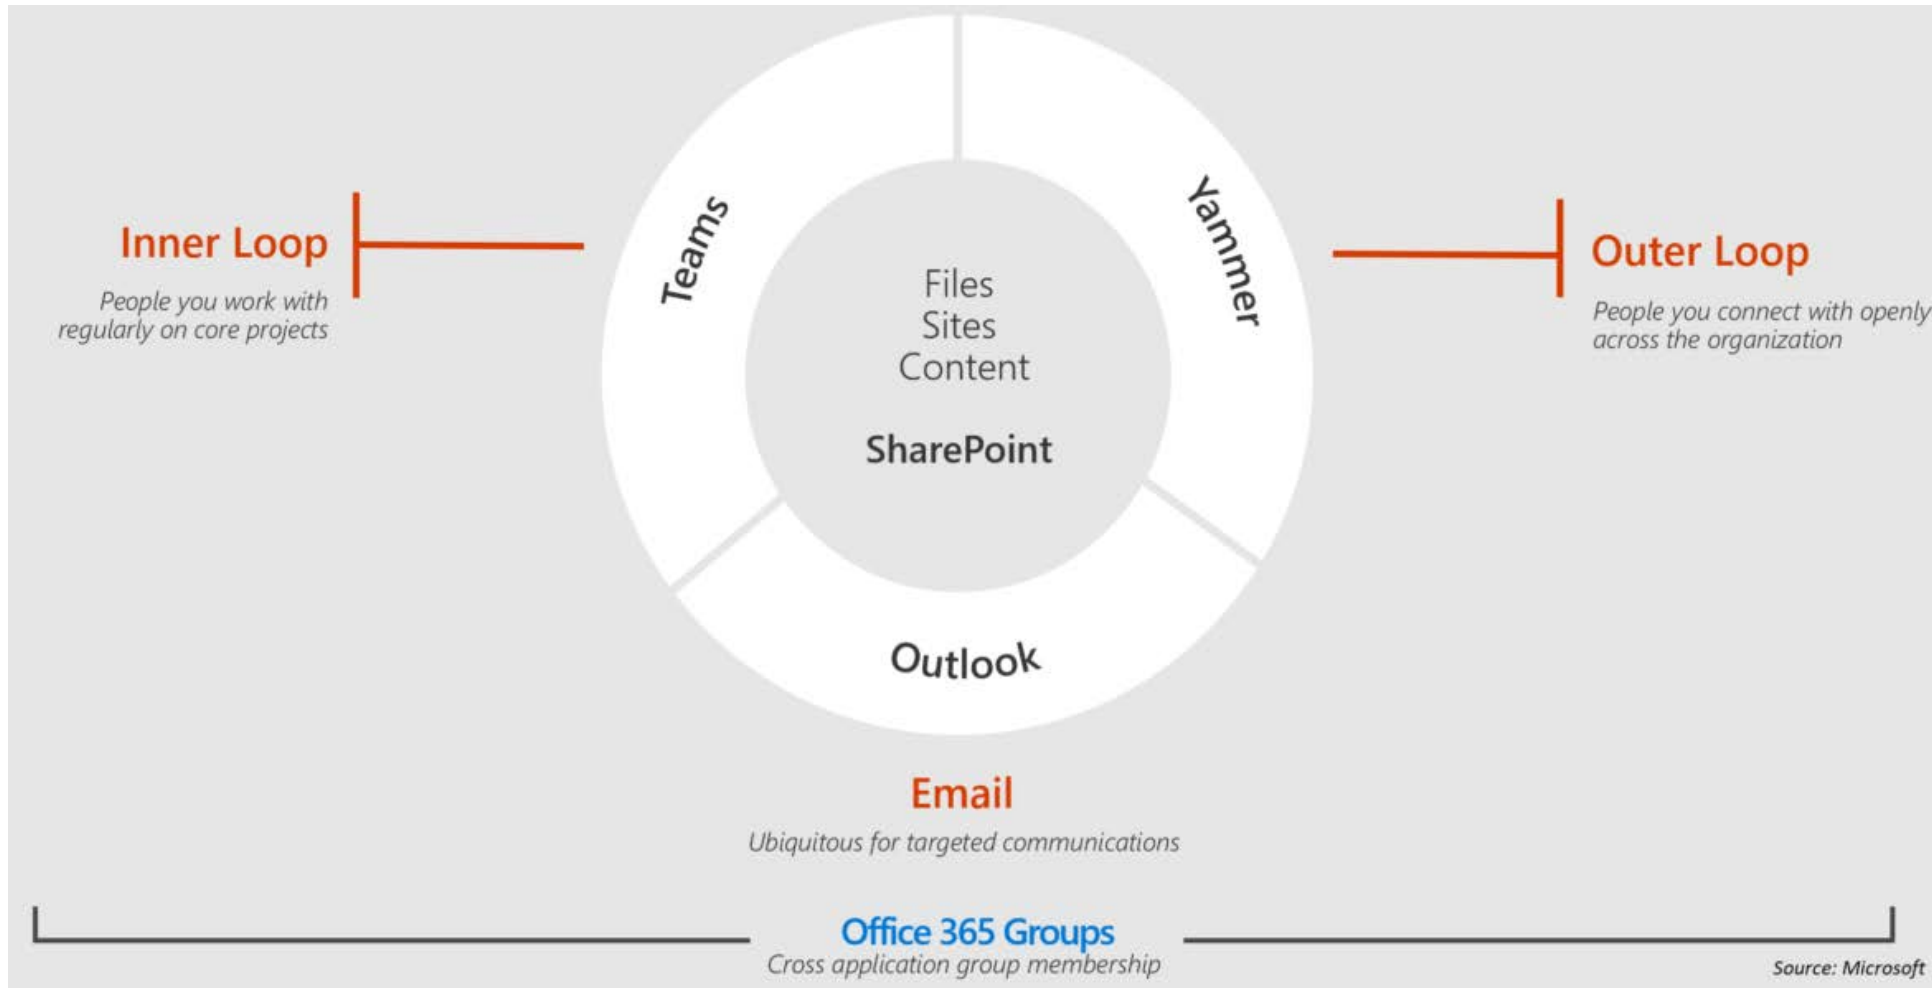 Teams
Yammer
Inner Loop
People you work with
regularly on core projects
Files
Sites
Content
SharePoint
Outer Loop
People you connect with openly
across the organization
Outlook
Email
Ubiquitous for targeted communications
Office 365 Groups
Cross application group membership
Source: Microsoft